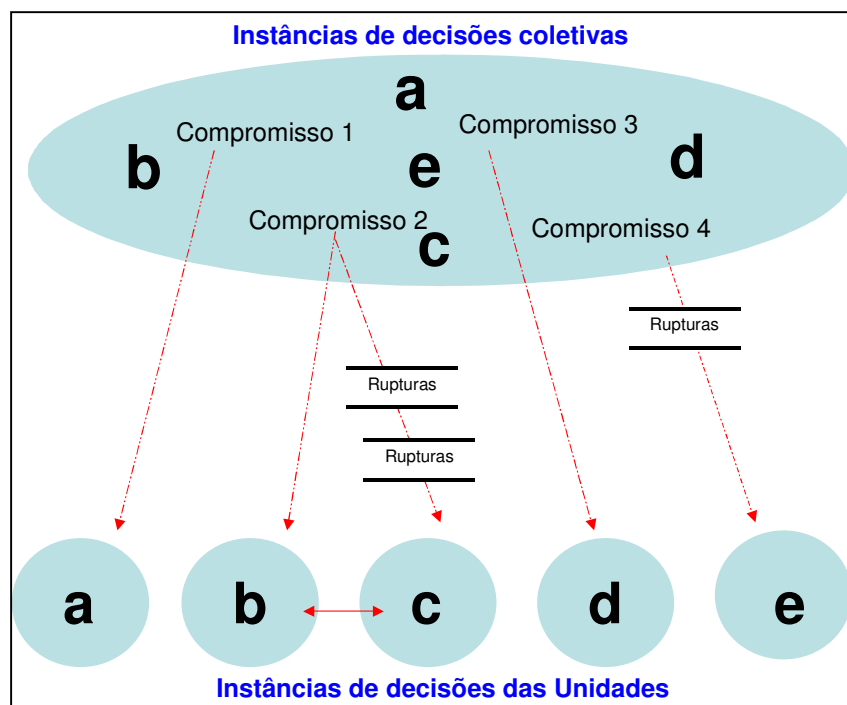 Instâncias de decisões coletivas
a
Compromisso 1
Compromisso 3
b
e
d
Compromisso 2
c
Compromisso 4
Rupturas
Rupturas
Rupturas
a
b
c
d
e
Instâncias de decisões das Unidades